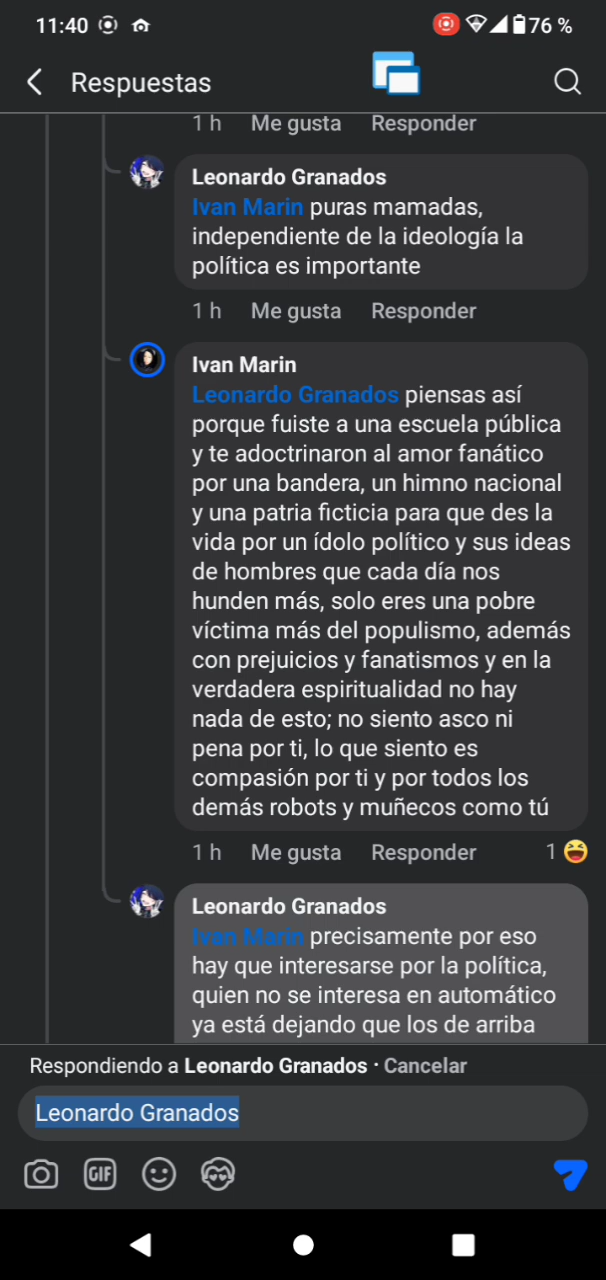 11:40
76 %
Respuestas
1 h Me gusta Responder
Leonardo Granados
Ivan Marin puras mamadas,
independiente de la ideología la
política es importante
1 h Me gusta Responder
Ivan Marin
Leonardo Granados piensas así
porque fuiste a una escuela pública
y te adoctrinaron al amor fanático
por una bandera, un himno nacional
y una patria ficticia para que des la
vida por un ídolo político y sus ideas
de hombres que cada día nos
hunden más, solo eres una pobre
víctima más del populismo, además
con prejuicios y fanatismos y en la
verdadera espiritualidad no hay
nada de esto; no siento asco ni
pena por ti, lo que siento es
compasión por ti y por todos los
demás robots y muñecos como tú
1 h Me gusta Responder 1
Leonardo Granados
Ivan Marin precisamente por eso
hay que interesarse por la política,
quien no se interesa en automático
ya está dejando que los de arriba
Respondiendo a Leonardo Granados · Cancelar
Leonardo Granados
GIF